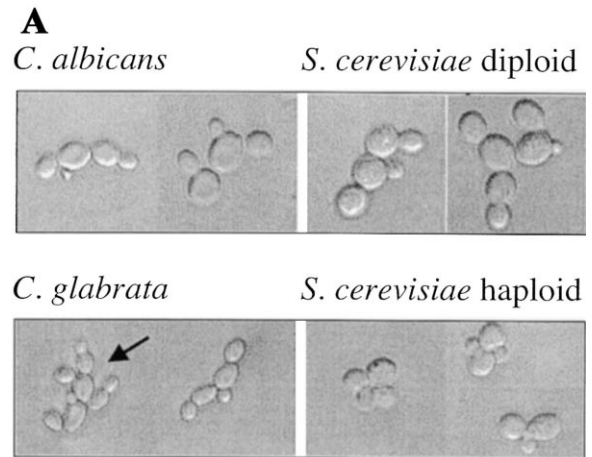 A
C. albicans
S. cerevisiae diploid
C. glabrata
S. cerevisiae haploid